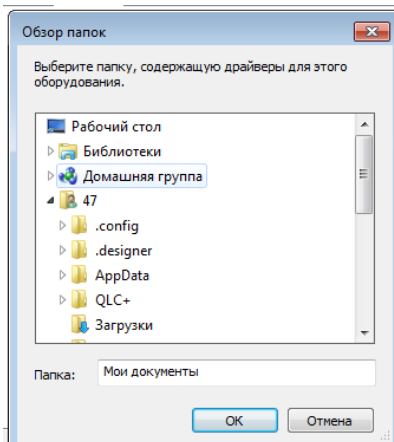 Обзор папок
Выберите папку, содержащую драйверы для этого
оборудования.
Рабочий стол
Библиотеки
Домашняя группа
47
.config
.designer
AppData
QLC+
Загрузки
Папка: Мои документы
OK Отмена